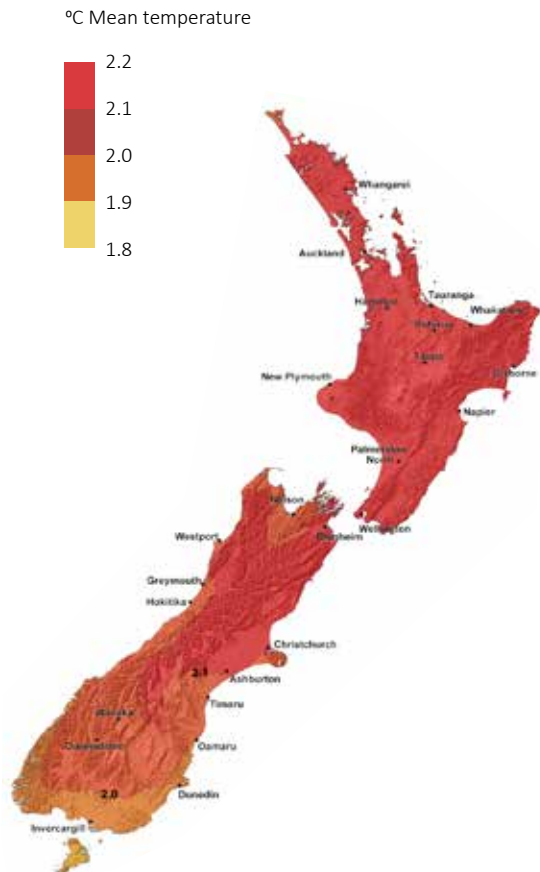 ºC Mean temperature
2.2
2.1
2.0
1.9
1.8
Whangarei
Auckland
Hamilton
Tauranga
Whakatane
Rotorua
Taupo
Gisborne
New Plymouth
Napier
Palmerston
North
Nelson
Wellington
Blenheim
Westport
Greymouth
Hokitika
Christchurch
2.1
Ashburton
Timaru
Wanaka
Queenstown
Oamaru
Dunedin
2.0
Invercargill